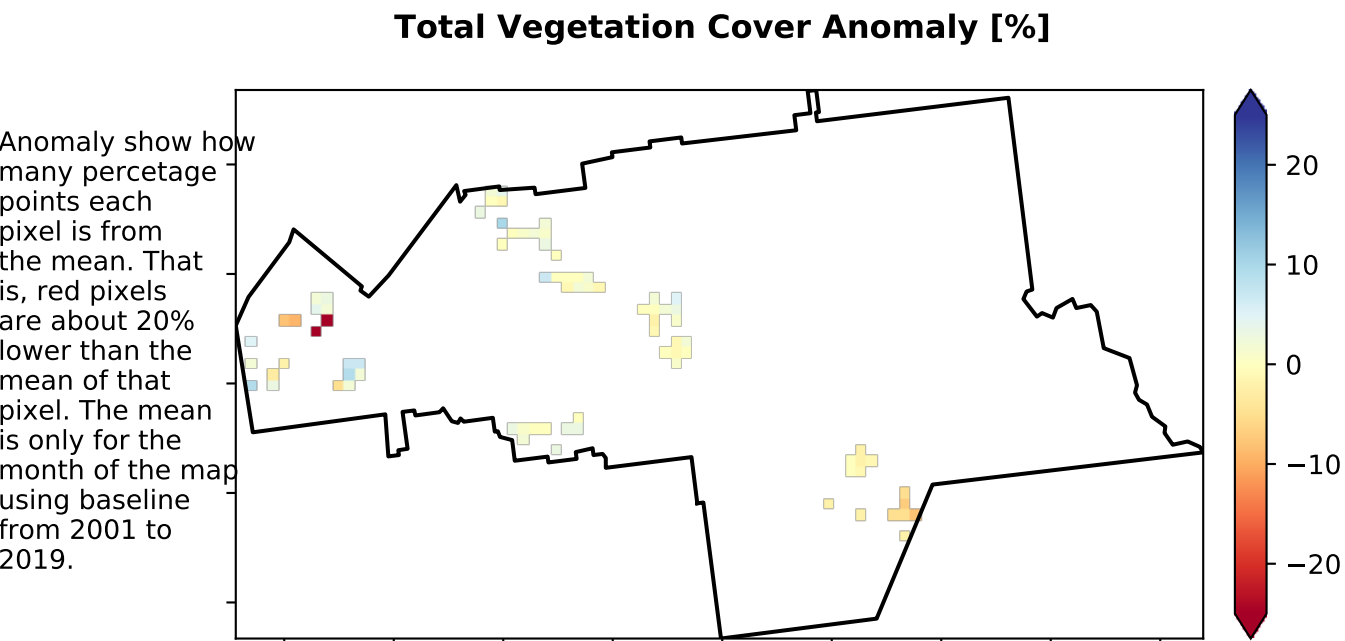 Total Vegetation Cover Anomaly [%]
Anomaly show how
many percetage
points each
pixel is from
the mean. That
is, red pixels
are about 20%
lower than the
mean of that
pixel. The mean
is only for the
month of the map
using baseline
from 2001 to
2019.
20
10
0
−10
−20